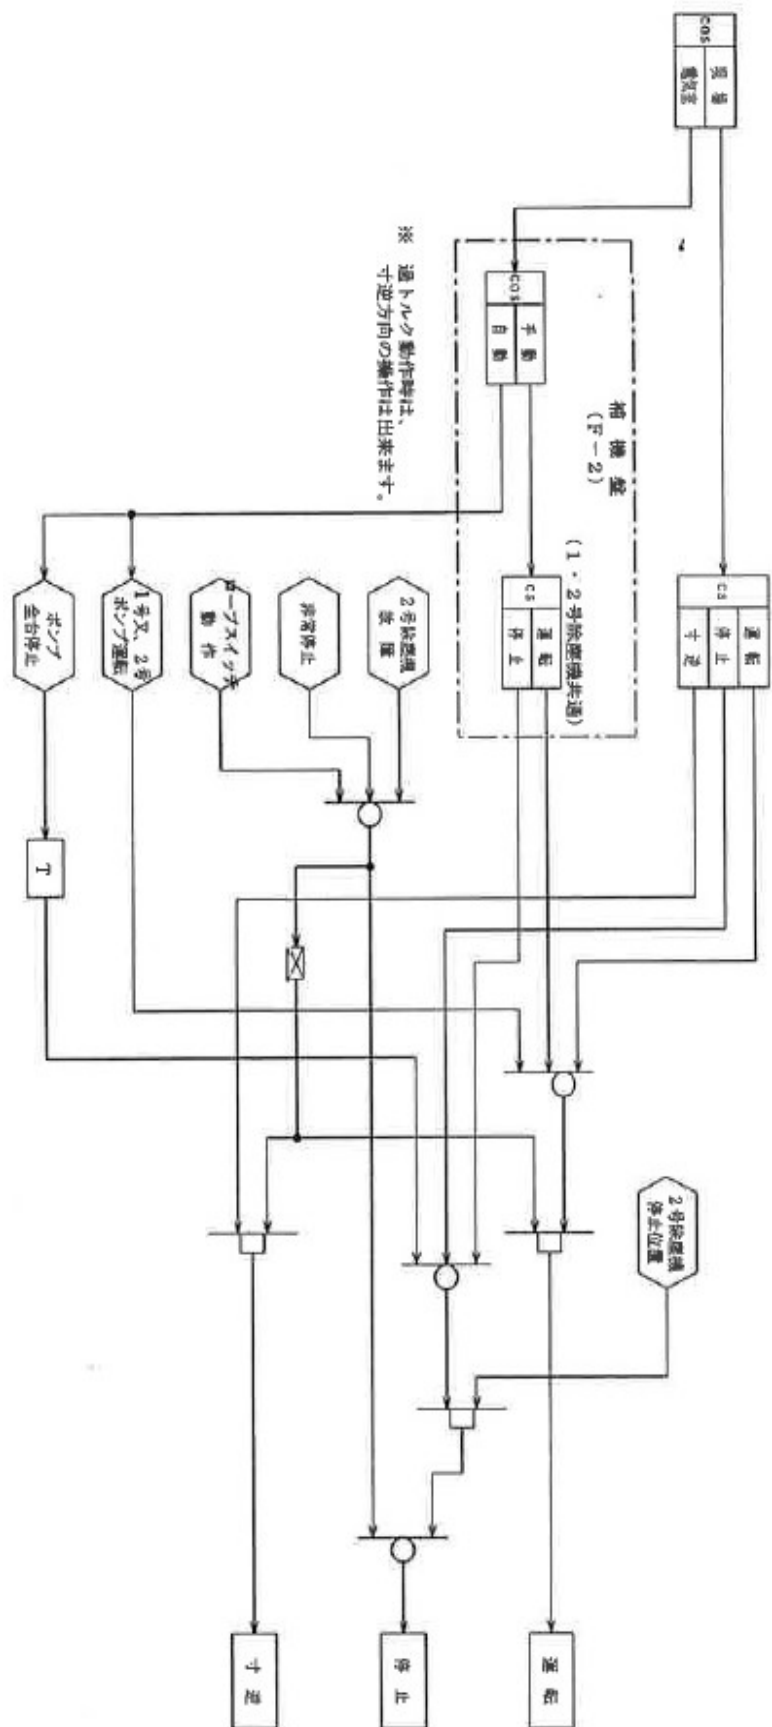 COS
現場
電気室
COS
手動
自動
補機盤
(F-2)
(1・2号除塵機共通)
CS
運転
停止
CS
運転
停止
寸逆
※ 過トルク動作時は、
寸逆方向の操作は出来ます。
2号除塵機
故障
非常停止
ロープスイッチ
動作
1号又、2号
ポンプ運転
ポンプ
全台停止
T
2号除塵機
停止位置
運転
停止
寸逆